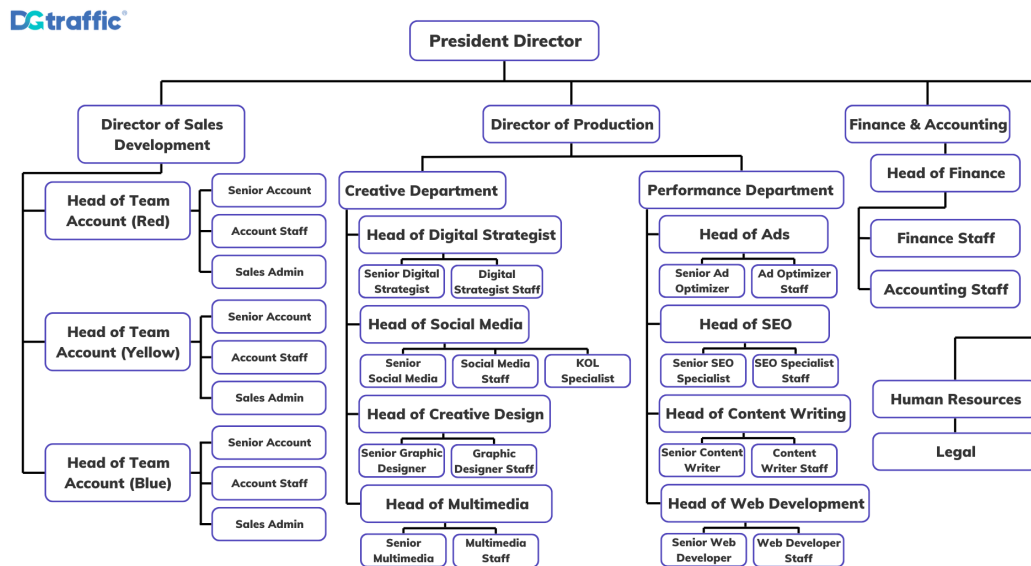 DGtraffic®
President Director
Director of Sales
Development
Director of Production
Finance & Accounting
Head of Team
Account (Red)
Senior Account
Account Staff
Sales Admin
Head of Team
Account (Yellow)
Senior Account
Account Staff
Sales Admin
Head of Team
Account (Blue)
Senior Account
Account Staff
Sales Admin
Creative Department
Head of Digital Strategist
Senior Digital
Strategist
Digital
Strategist Staff
Head of Social Media
Senior
Social Media
Social Media
Staff
KOL
Specialist
Head of Creative Design
Senior Graphic
Designer
Graphic
Designer Staff
Head of Multimedia
Senior
Multimedia
Multimedia
Staff
Performance Department
Head of Ads
Senior Ad
Optimizer
Ad Optimizer
Staff
Head of SEO
Senior SEO
Specialist
SEO Specialist
Staff
Head of Content Writing
Senior Content
Writer
Content
Writer Staff
Head of Web Development
Senior Web
Developer
Web Developer
Staff
Head of Finance
Finance Staff
Accounting Staff
Human Resources
Legal